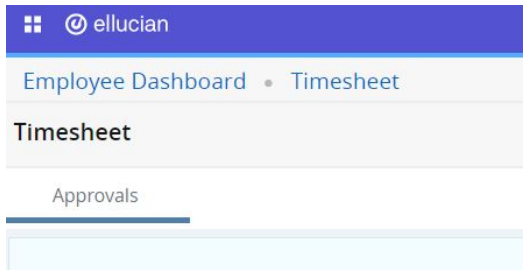 ellucian
Employee Dashboard • Timesheet
Timesheet
Approvals